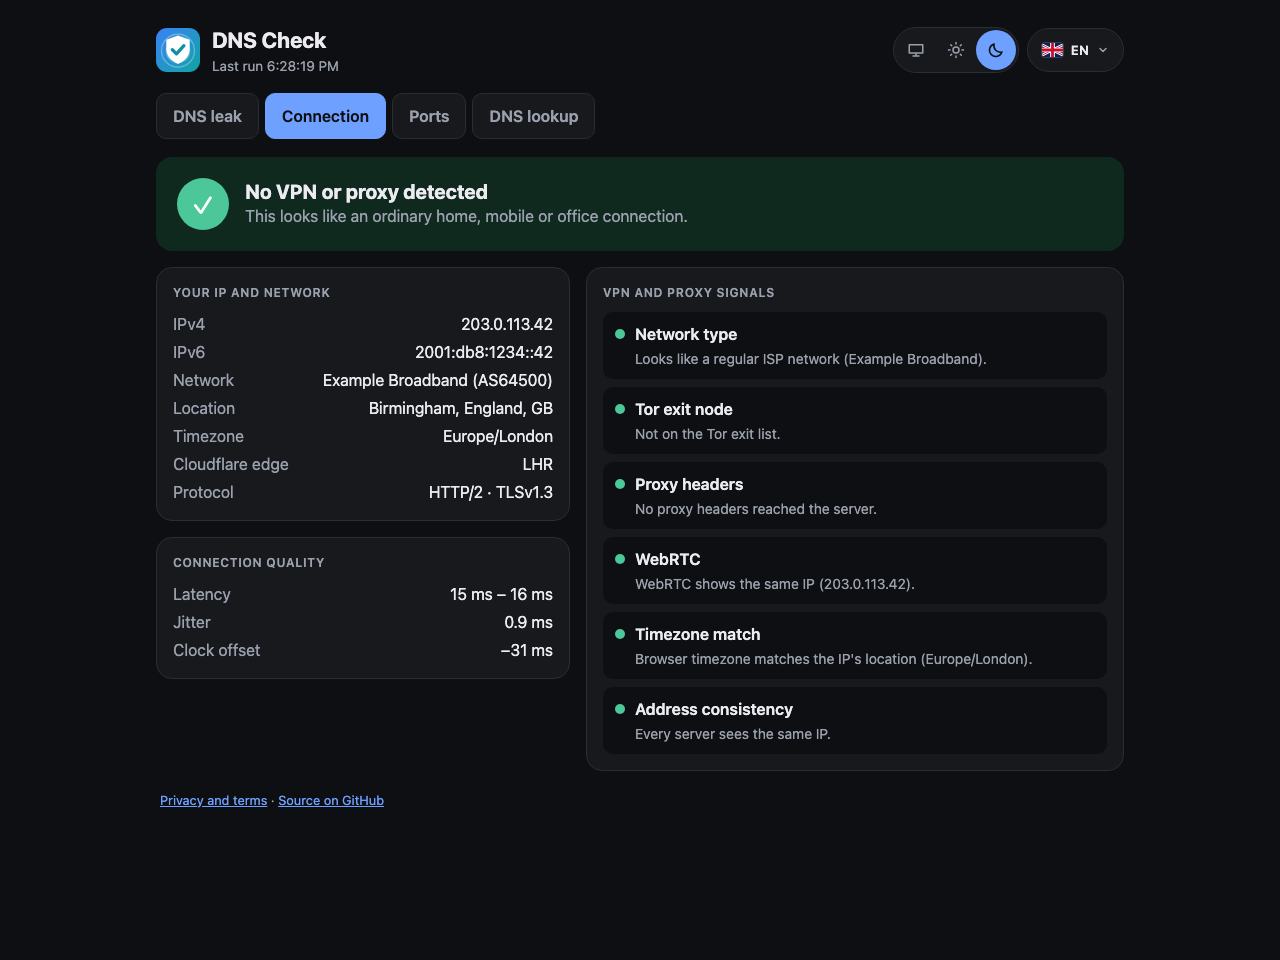 DNS Check
Last run 6:28:19 PM
EN
DNS leak
Connection
Ports
DNS lookup
No VPN or proxy detected
This looks like an ordinary home, mobile or office connection.
YOUR IP AND NETWORK
IPv4 203.0.113.42
IPv6 2001:db8:1234::42
Network Example Broadband (AS64500)
Location Birmingham, England, GB
Timezone Europe/London
Cloudflare edge LHR
Protocol HTTP/2 · TLSv1.3
CONNECTION QUALITY
Latency 15 ms – 16 ms
Jitter 0.9 ms
Clock offset −31 ms
VPN AND PROXY SIGNALS
Network type
Looks like a regular ISP network (Example Broadband).
Tor exit node
Not on the Tor exit list.
Proxy headers
No proxy headers reached the server.
WebRTC
WebRTC shows the same IP (203.0.113.42).
Timezone match
Browser timezone matches the IP's location (Europe/London).
Address consistency
Every server sees the same IP.
Privacy and terms · Source on GitHub